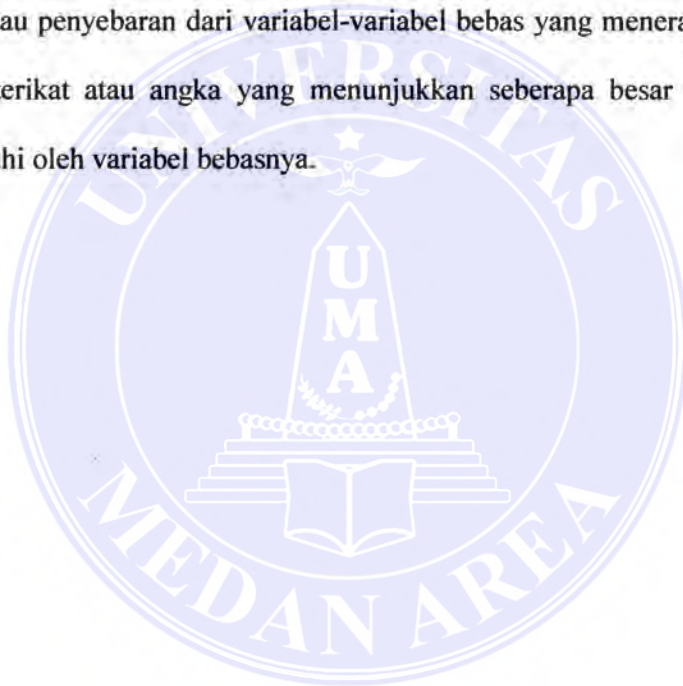 au penyebaran dari variabel-variabel bebas yang menera
erikat atau angka yang menunjukkan seberapa besar
hi oleh variabel bebasnya.
UNIVERSITAS
UMA
MEDAN AREA